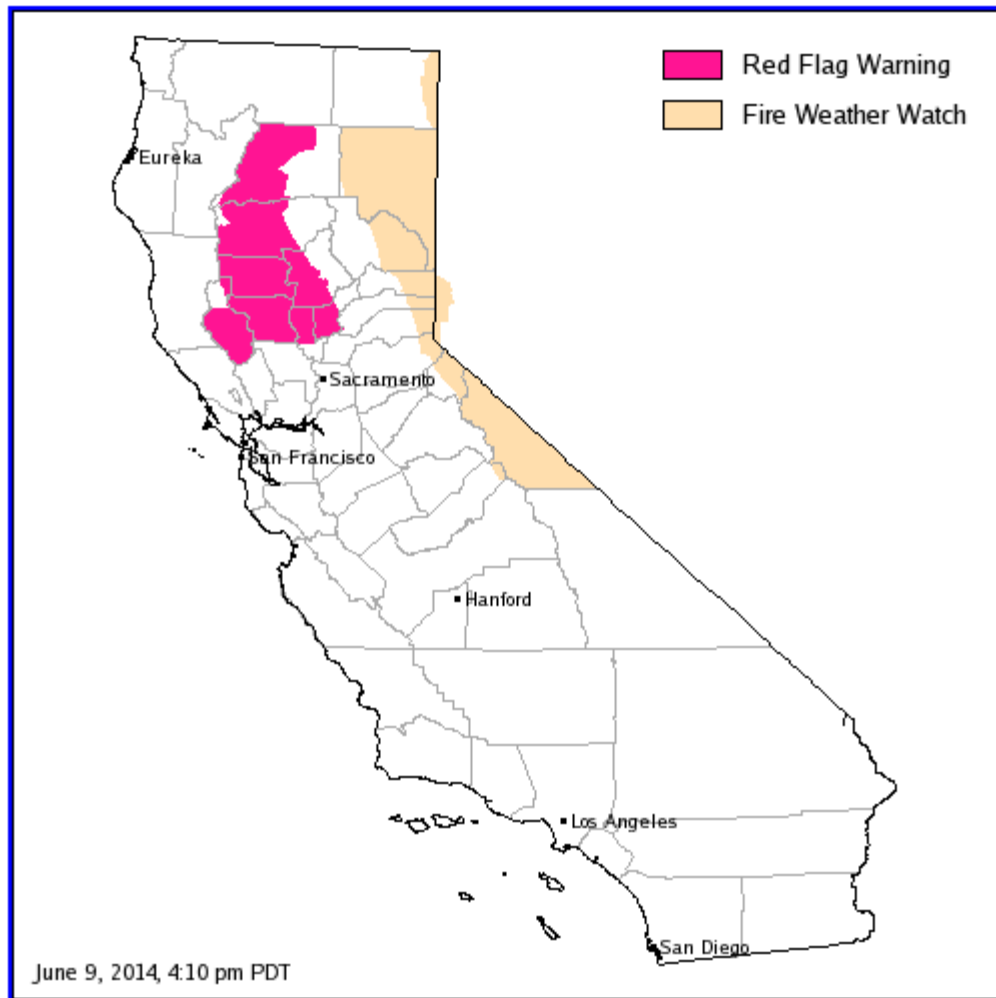 Red Flag Warning
Fire Weather Watch
Eureka
Sacramento
San Francisco
Hanford
Los Angeles
San Diego
June 9, 2014, 4:10 pm PDT